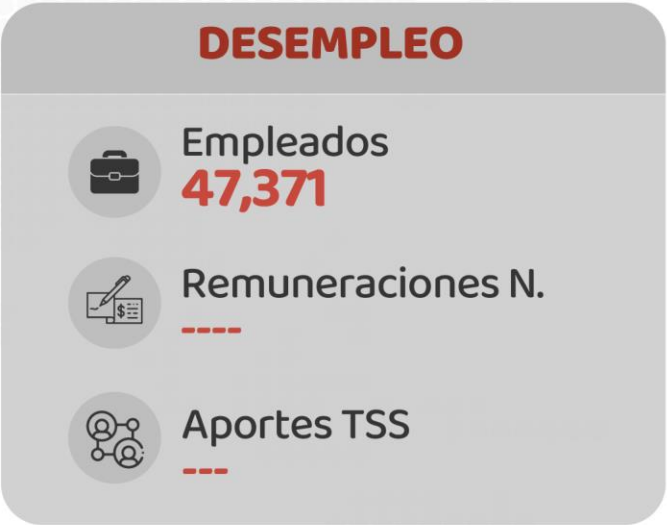 DESEMPLEO
Empleados
47,371
Remuneraciones N.
----
$
Aportes TSS
---